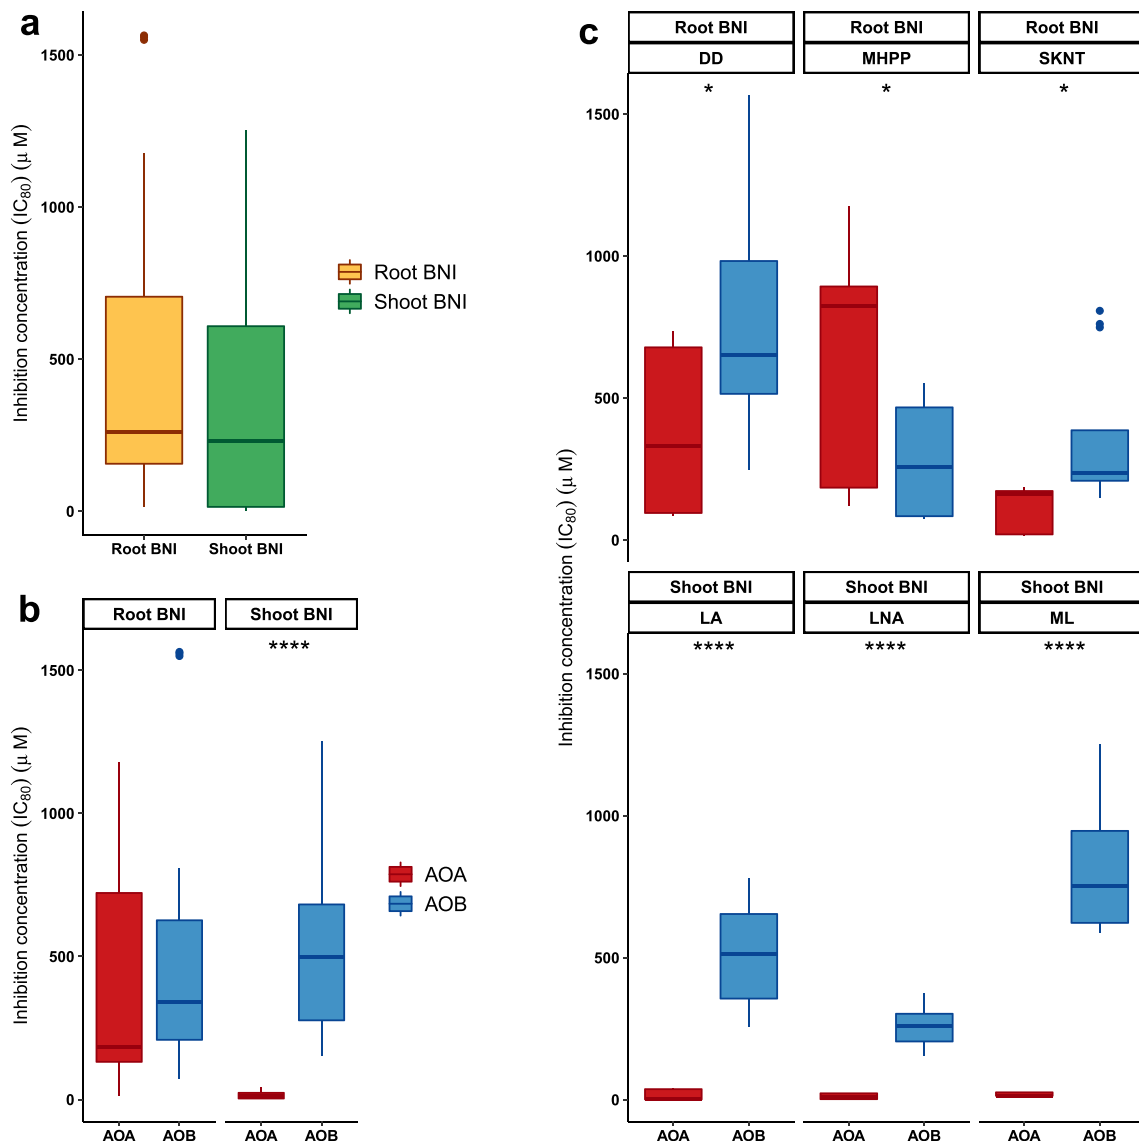 a
Inhibition concentration (IC80) (μ M)
1500
1000
500
0
Root BNI
Shoot BNI
Root BNI
Shoot BNI
b
Root BNI
Shoot BNI
****
Inhibition concentration (IC80) (μ M)
1500
1000
500
0
AOA
AOB
AOA
AOB
AOA
AOB
c
Root BNI
Root BNI
Root BNI
DD
MHPP
SKNT
*
*
*
Inhibition concentration (IC80) (μ M)
1500
1000
500
0
Shoot BNI
Shoot BNI
Shoot BNI
LA
LNA
ML
****
****
****
1500
1000
500
0
AOA
AOB
AOA
AOB
AOA
AOB